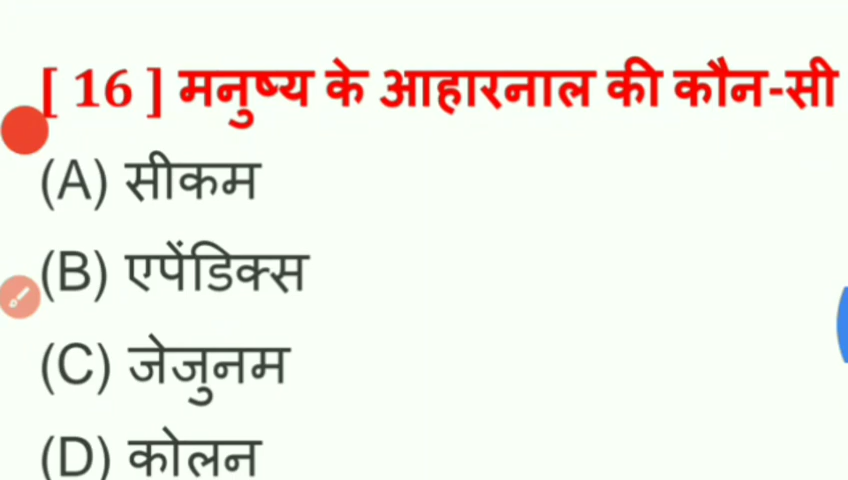 [ 16 ] मनुष्य के आहारनाल की कौन-सी
(A) सीकम
(B) एपेंडिक्स
(C) जेजुनम
(D) कोलन